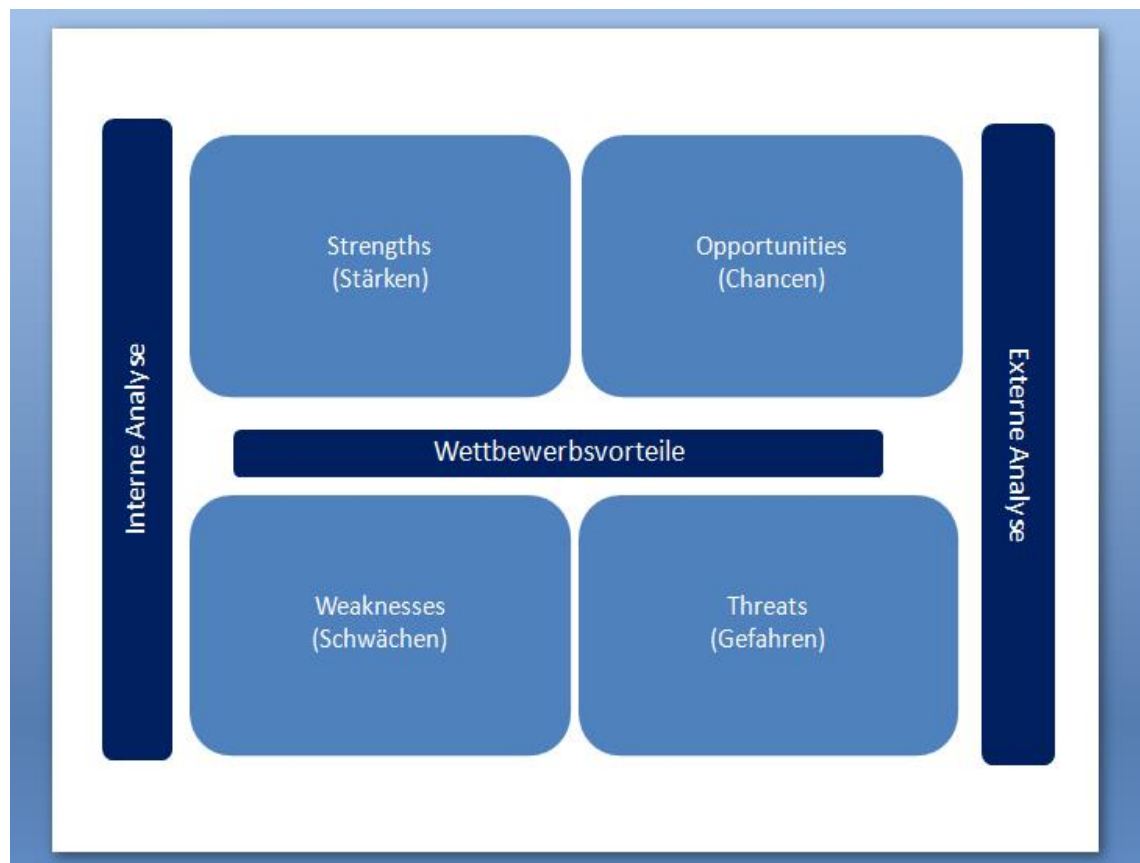 Interne Analyse
Strengths
(Stärken)
Opportunities
(Chancen)
Wettbewerbsvorteile
Weaknesses
(Schwächen)
Threats
(Gefahren)
Externe Analyse